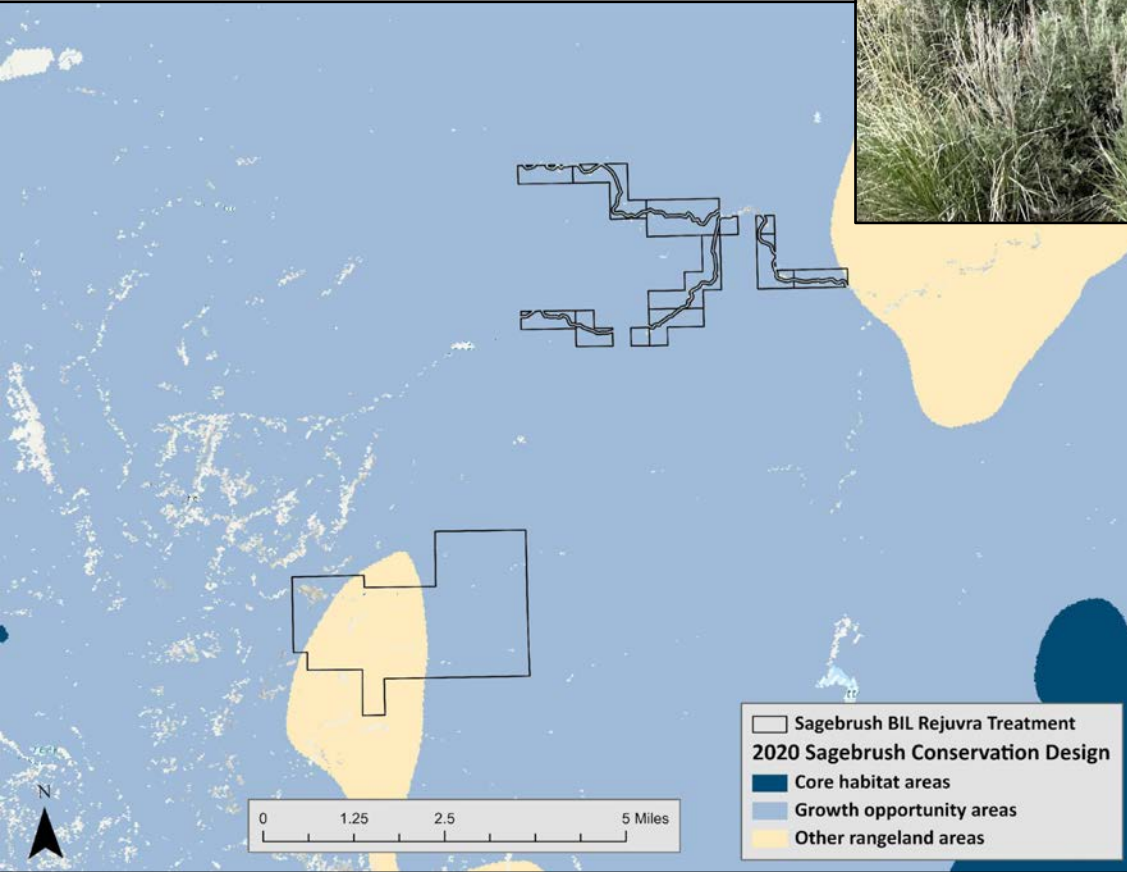 N
0 1.25 2.5 5 Miles
Sagebrush BIL Rejuvra Treatment
2020 Sagebrush Conservation Design
Core habitat areas
Growth opportunity areas
Other rangeland areas